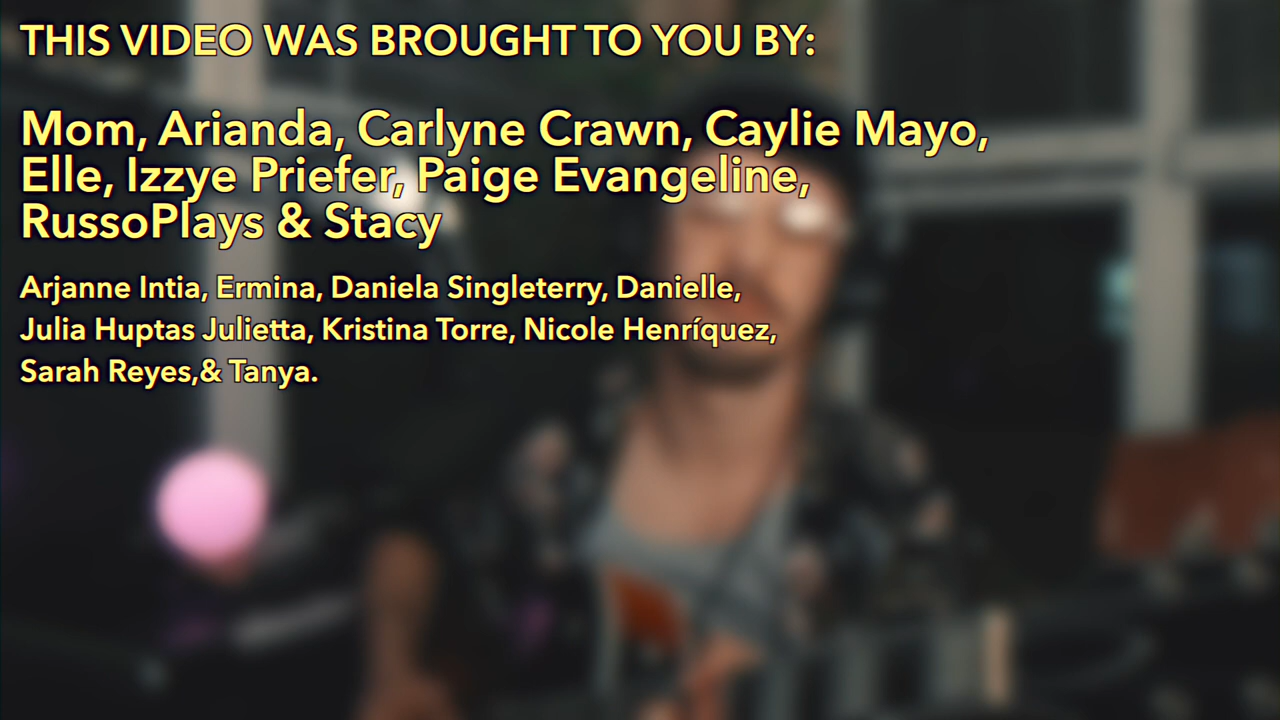 THIS VIDEO WAS BROUGHT TO YOU BY:
Mom, Arianda, Carlyne Crawn, Caylie Mayo,
Elle, Izzye Priefer, Paige Evangeline,
RussoPlays & Stacy
Arjanne Intia, Ermina, Daniela Singleterry, Danielle,
Julia Huptas Julietta, Kristina Torre, Nicole Henríquez,
Sarah Reyes,& Tanya.